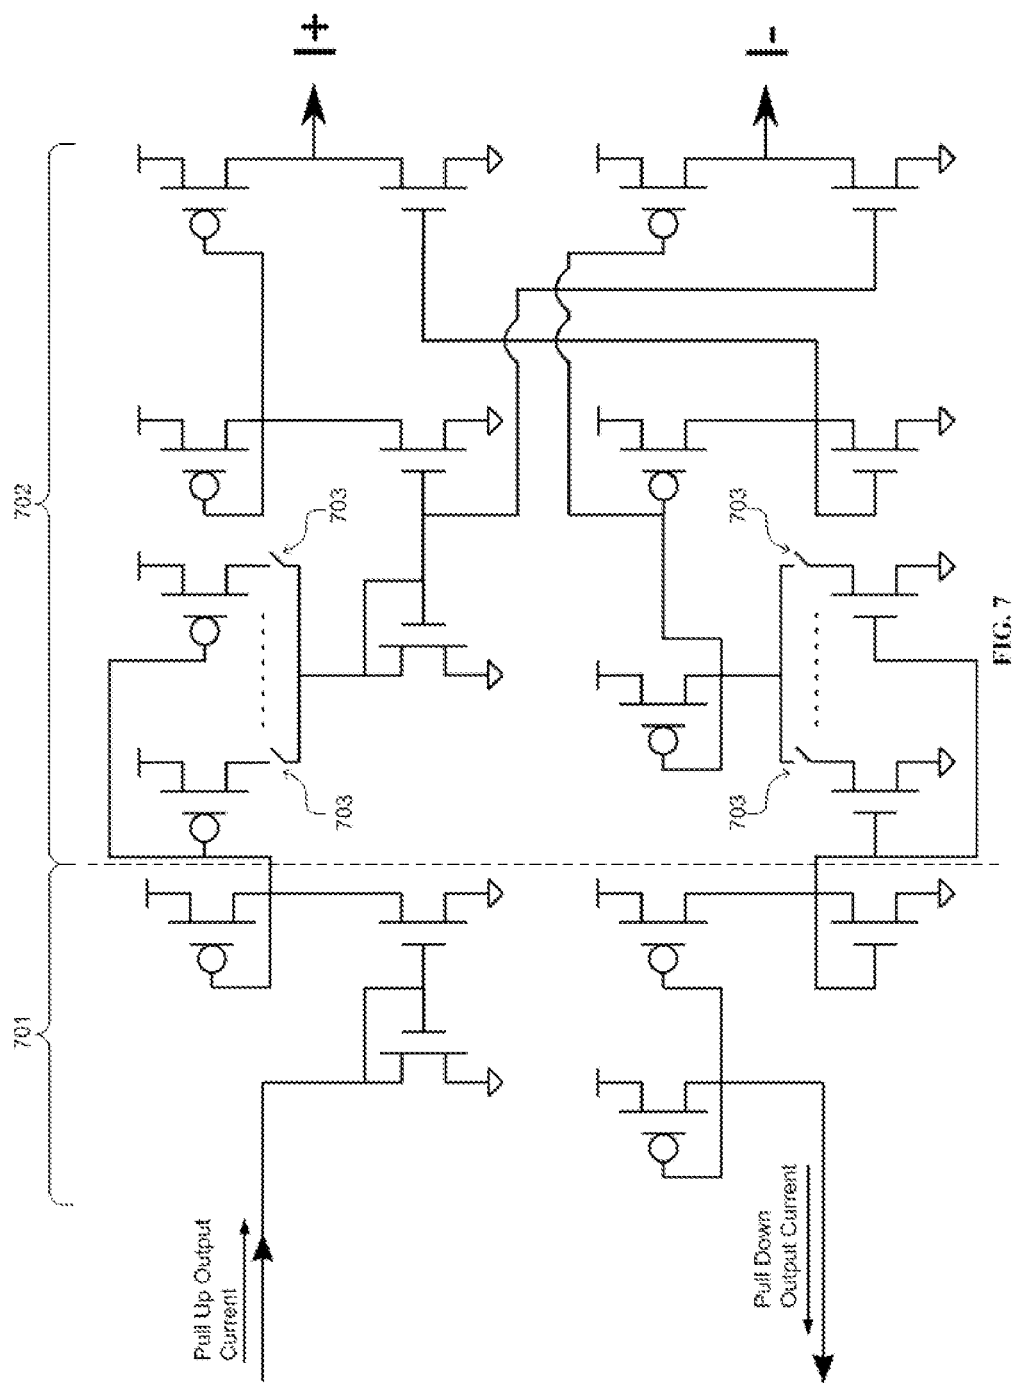 701
702
Pull Up Output
Current
703
703
I+
Pull Down
Output Current
703
703
I-
FIG. 7